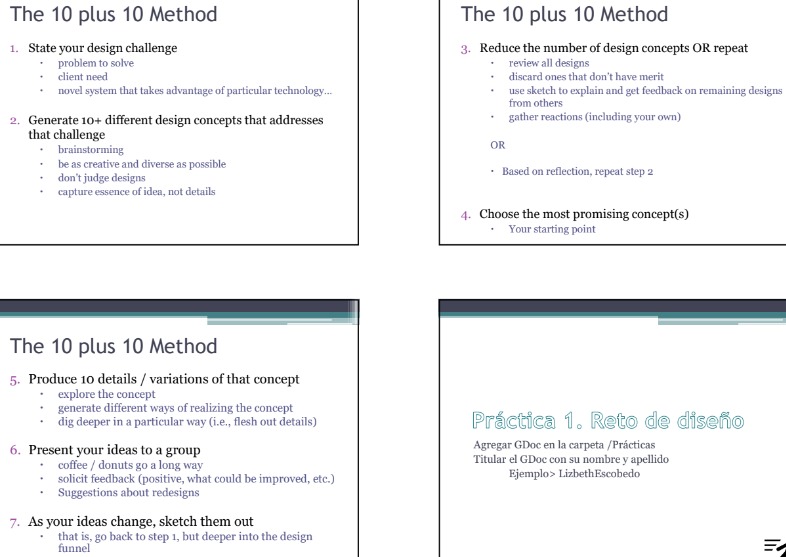 The 10 plus 10 Method
1. State your design challenge
• problem to solve
• client need
• novel system that takes advantage of particular technology...
2. Generate 10+ different design concepts that addresses
that challenge
• brainstorming
• be as creative and diverse as possible
• don't judge designs
• capture essence of idea, not details
The 10 plus 10 Method
3. Reduce the number of design concepts OR repeat
• review all designs
• discard ones that don't have merit
• use sketch to explain and get feedback on remaining designs
from others
• gather reactions (including your own)
OR
• Based on reflection, repeat step 2
4. Choose the most promising concept(s)
• Your starting point
The 10 plus 10 Method
5. Produce 10 details / variations of that concept
• explore the concept
• generate different ways of realizing the concept
• dig deeper in a particular way (i.e., flesh out details)
6. Present your ideas to a group
• coffee / donuts go a long way
• solicit feedback (positive, what could be improved, etc.)
• Suggestions about redesigns
7. As your ideas change, sketch them out
• that is, go back to step 1, but deeper into the design
funnel
Práctica 1. Reto de diseño
Agregar GDoc en la carpeta /Prácticas
Titular el GDoc con su nombre y apellido
Ejemplo> LizbethEscobedo